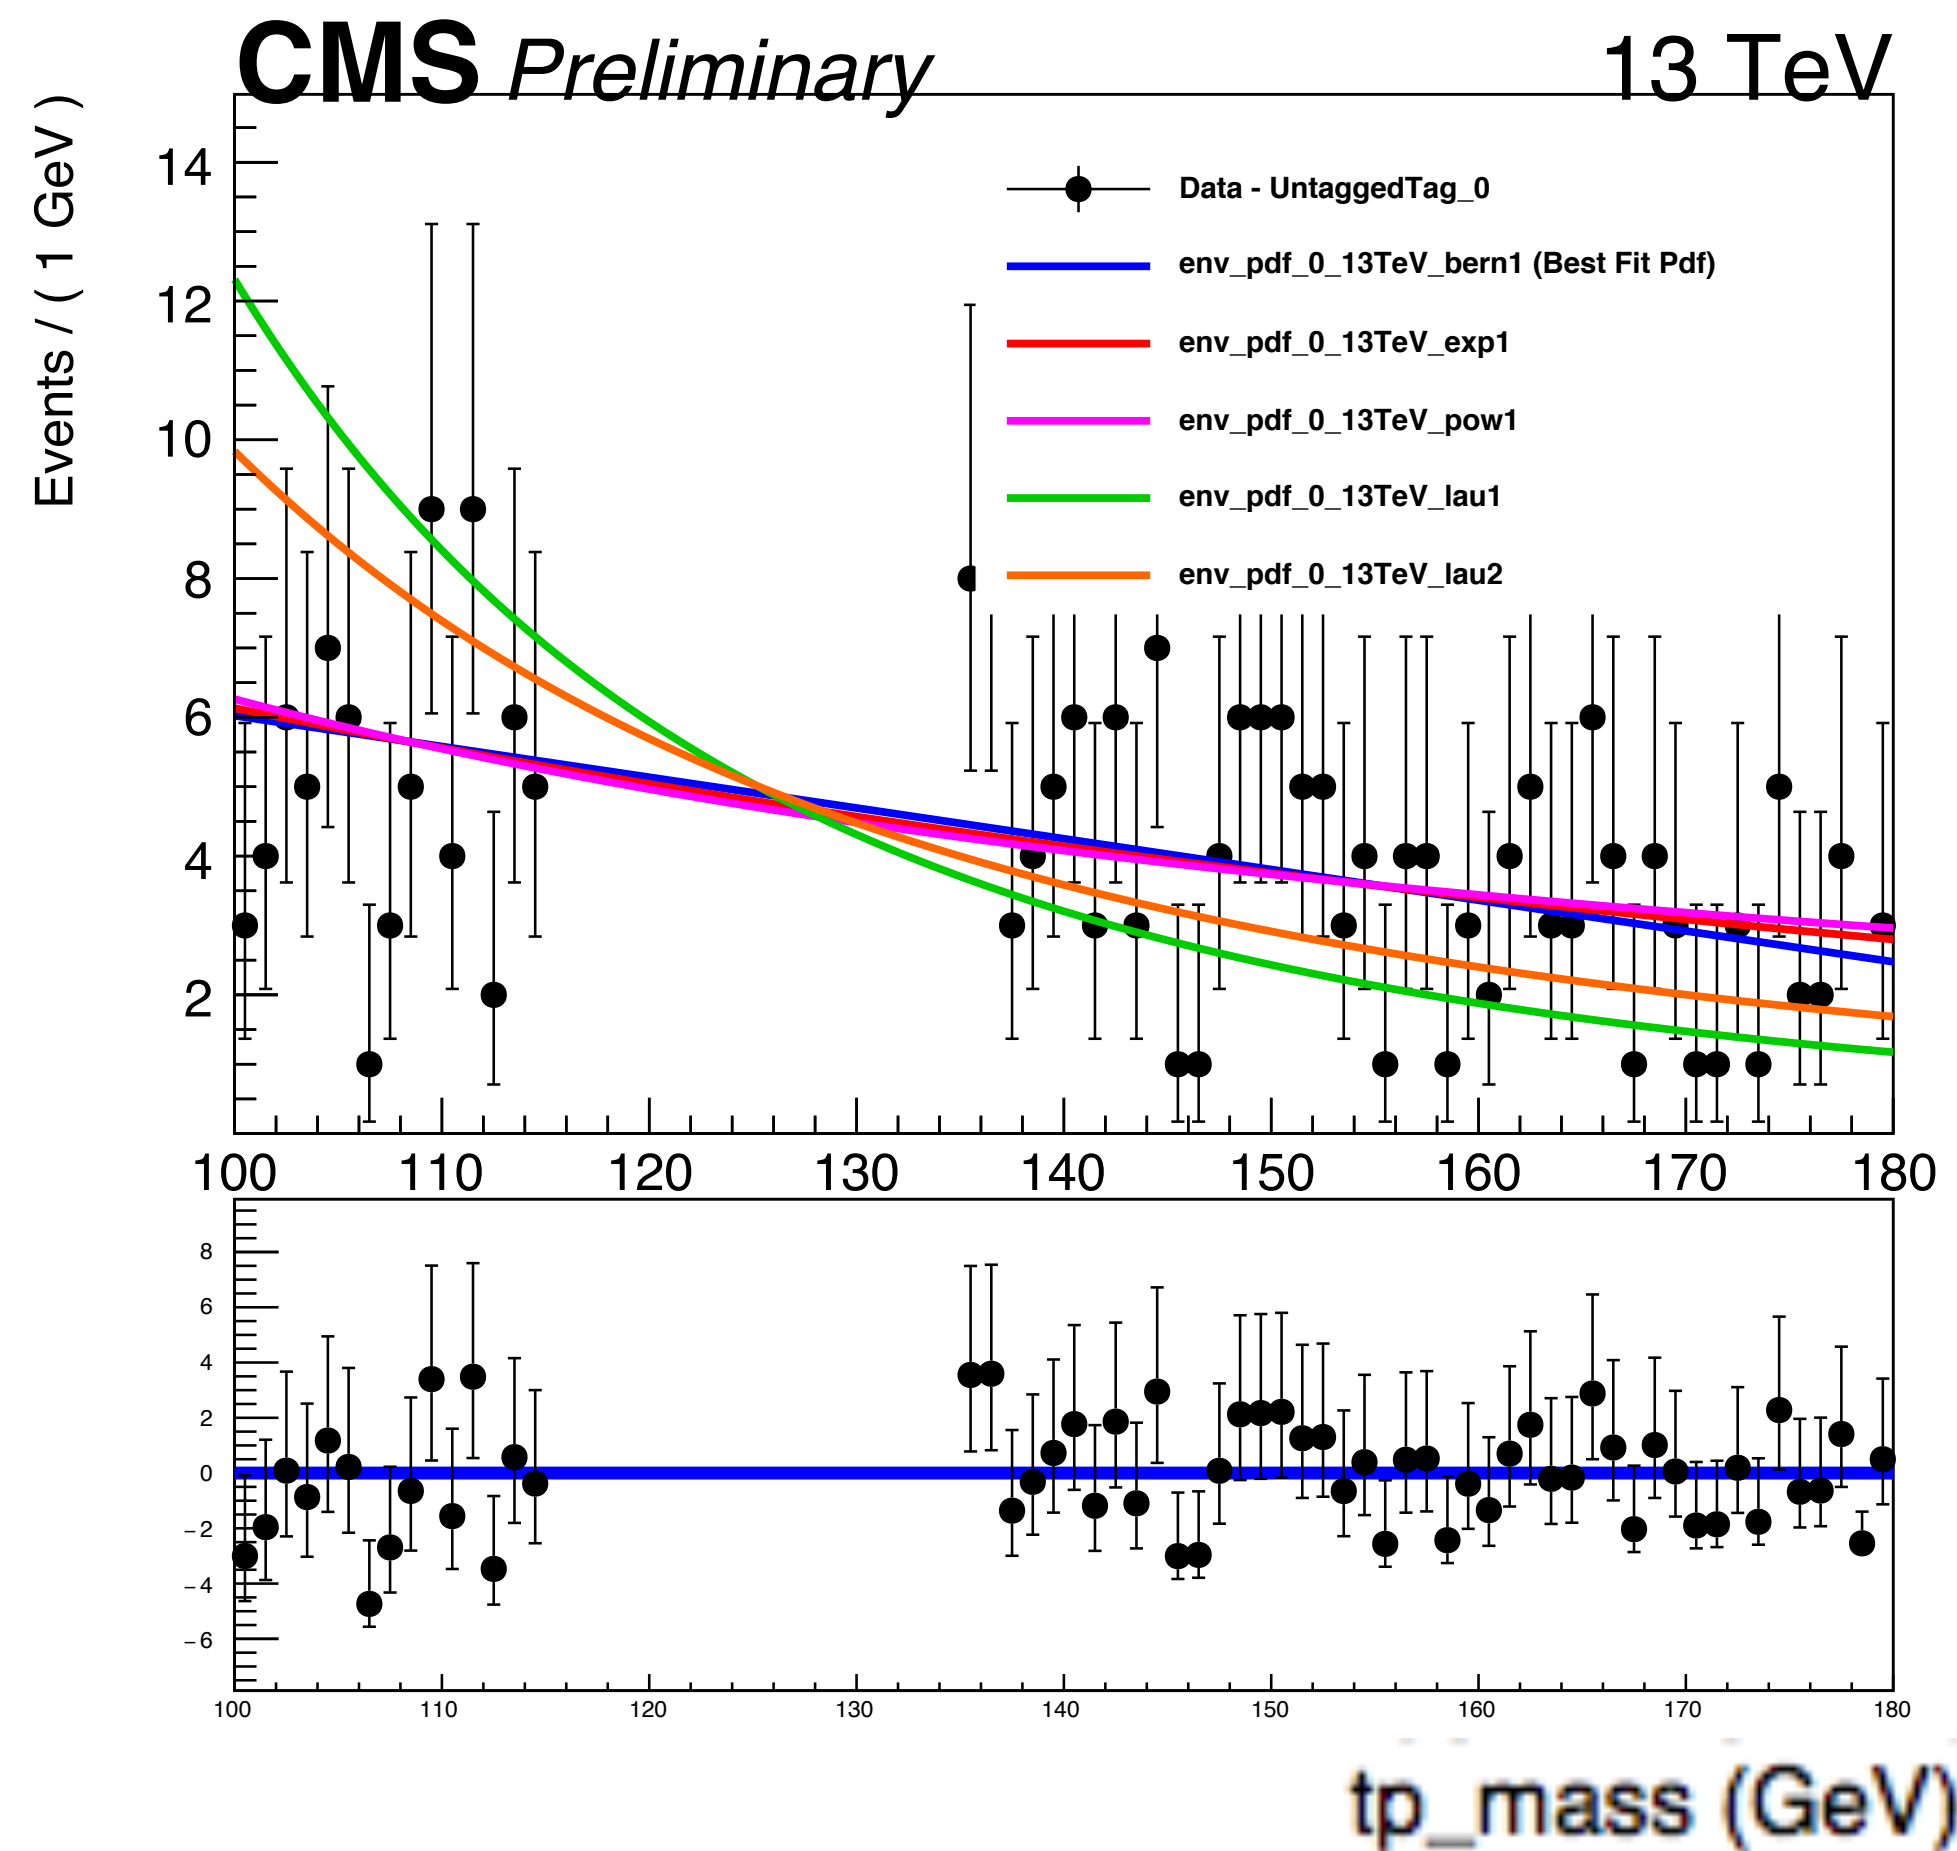 CMS Preliminary 13 TeV
Events / ( 1 GeV )
14
12
10
8
6
4
2
Data - UntaggedTag_0
env_pdf_0_13TeV_bern1 (Best Fit Pdf)
env_pdf_0_13TeV_exp1
env_pdf_0_13TeV_pow1
env_pdf_0_13TeV_lau1
env_pdf_0_13TeV_lau2
100 110 120 130 140 150 160 170 180
8
6
4
2
0
−2
−4
−6
100 110 120 130 140 150 160 170 180
tp_mass (GeV)